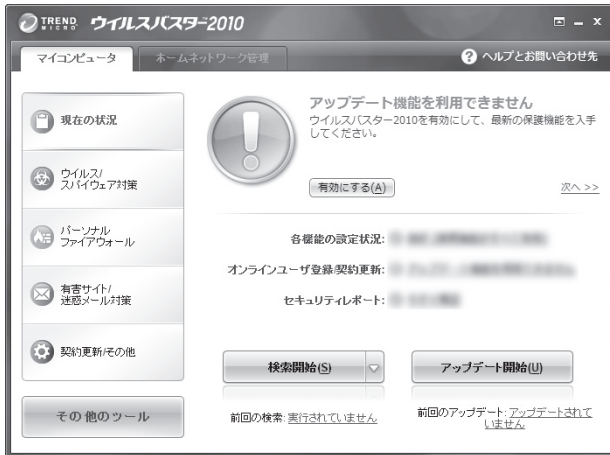 TREND MICRO ウイルスバスター2010
マイコンピュータ
ホームネットワーク管理
? ヘルプとお問い合わせ先
現在の状況
ウイルス/
スパイウェア対策
パーソナル
ファイアウォール
有害サイト/
迷惑メール対策
契約更新/その他
その他のツール
アップデート機能を利用できません
ウイルスバスター2010を有効にして、最新の保護機能を入手
してください。
有効にする(A)
次へ >>
各機能の設定状況:
オンラインユーザ登録/契約更新:
セキュリティレポート:
検索開始(S)
アップデート開始(U)
前回の検索: 実行されていません
前回のアップデート: アップデートされて
いません